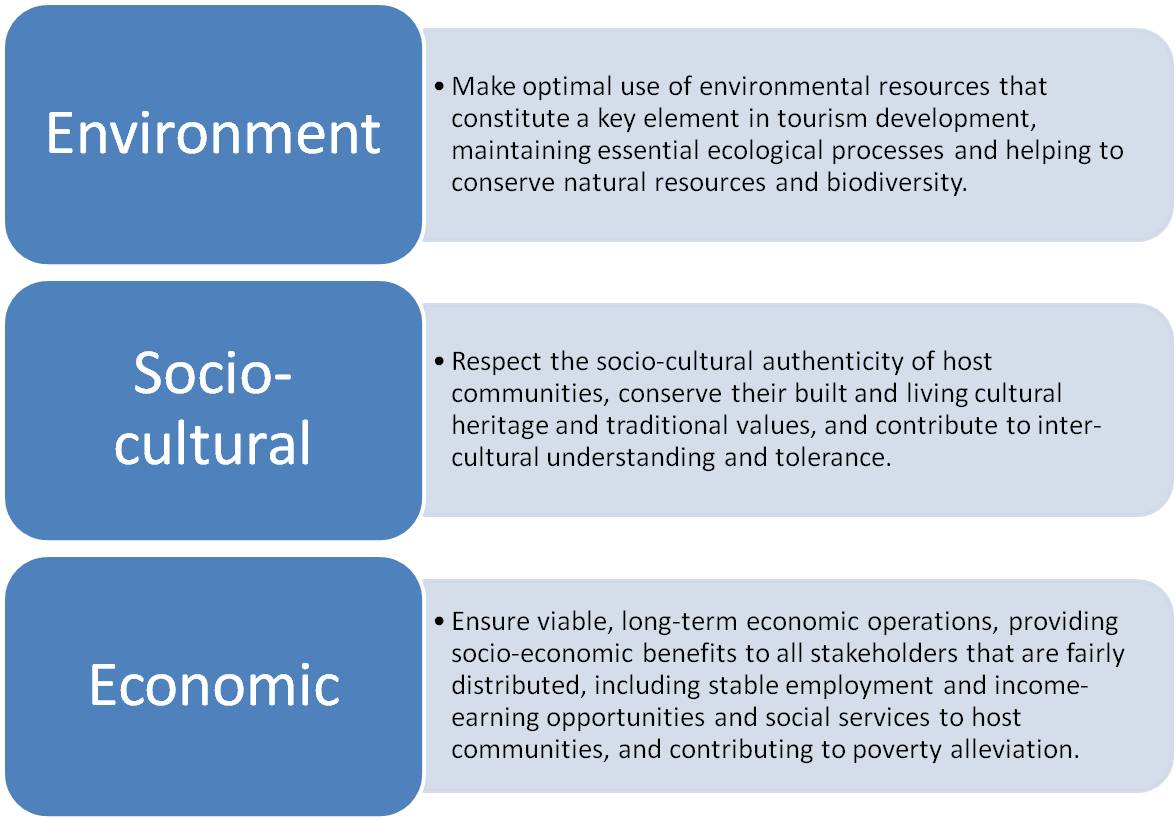 Environment
• Make optimal use of environmental resources that
constitute a key element in tourism development,
maintaining essential ecological processes and helping to
conserve natural resources and biodiversity.
Socio-
cultural
• Respect the socio-cultural authenticity of host
communities, conserve their built and living cultural
heritage and traditional values, and contribute to inter-
cultural understanding and tolerance.
Economic
• Ensure viable, long-term economic operations, providing
socio-economic benefits to all stakeholders that are fairly
distributed, including stable employment and income-
earning opportunities and social services to host
communities, and contributing to poverty alleviation.